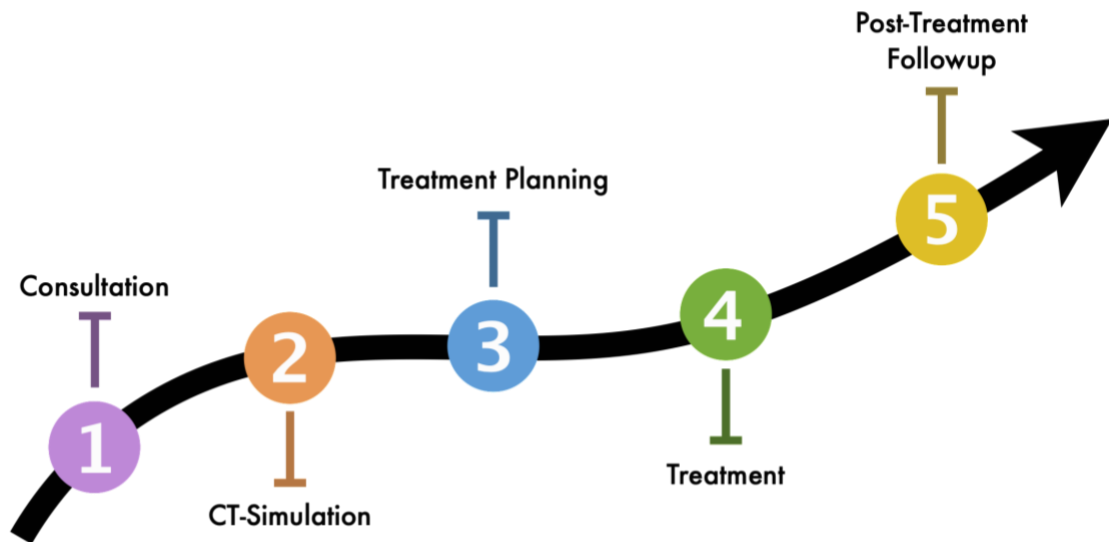 1
Consultation
2
CT-Simulation
3
Treatment Planning
4
Treatment
5
Post-Treatment
Followup